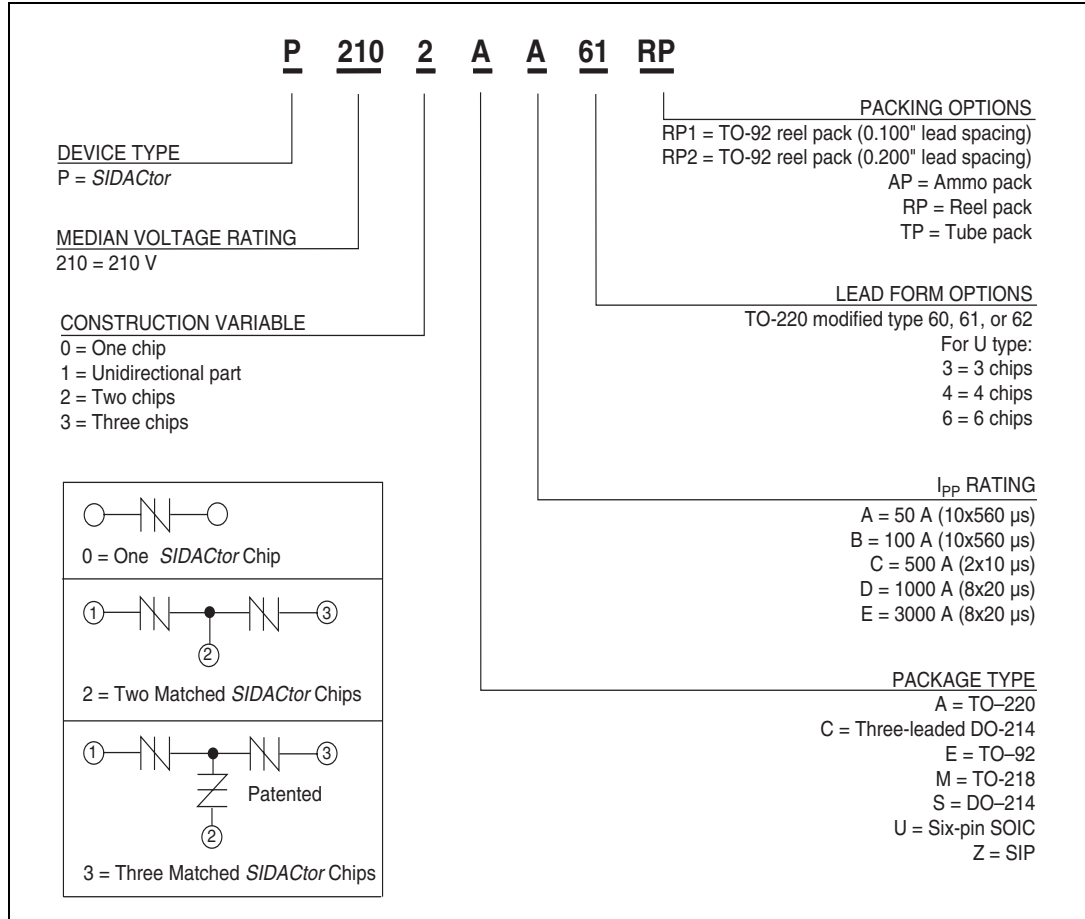 P 210 2 A A 61 RP
DEVICE TYPE
P = SIDACtor
MEDIAN VOLTAGE RATING
210 = 210 V
CONSTRUCTION VARIABLE
0 = One chip
1 = Unidirectional part
2 = Two chips
3 = Three chips
PACKING OPTIONS
RP1 = TO-92 reel pack (0.100" lead spacing)
RP2 = TO-92 reel pack (0.200" lead spacing)
AP = Ammo pack
RP = Reel pack
TP = Tube pack
LEAD FORM OPTIONS
TO-220 modified type 60, 61, or 62
For U type:
3 = 3 chips
4 = 4 chips
6 = 6 chips
IPP RATING
A = 50 A (10x560 µs)
B = 100 A (10x560 µs)
C = 500 A (2x10 µs)
D = 1000 A (8x20 µs)
E = 3000 A (8x20 µs)
PACKAGE TYPE
A = TO–220
C = Three-leaded DO-214
E = TO–92
M = TO-218
S = DO–214
U = Six-pin SOIC
Z = SIP
0 = One SIDACtor Chip
1 3
2
2 = Two Matched SIDACtor Chips
1 3
Patented
2
3 = Three Matched SIDACtor Chips